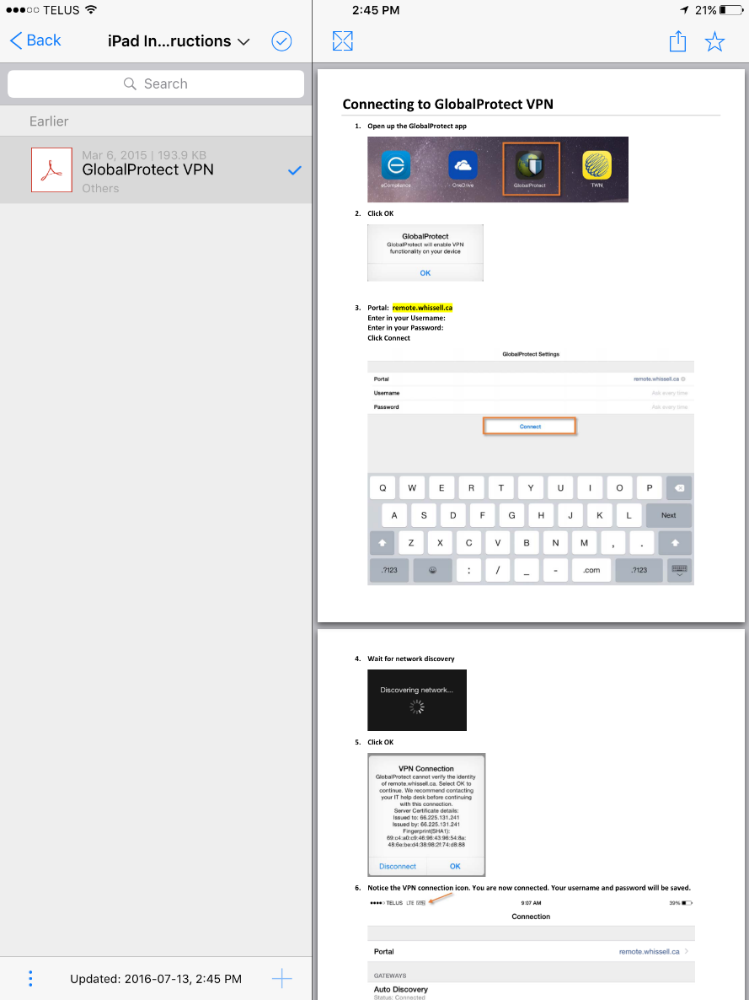 TELUS
2:45 PM
21%
Back
iPad In...ructions
Search
Earlier
Mar 6, 2015 | 193.9 KB
GlobalProtect VPN
Others
Updated: 2016-07-13, 2:45 PM
Connecting to GlobalProtect VPN
1. Open up the GlobalProtect app
eCompliance
OneDrive
GlobalProtect
TWN
2. Click OK
GlobalProtect
GlobalProtect will enable VPN
functionality on your device
OK
3. Portal: remote.whissell.ca
Enter in your Username:
Enter in your Password:
Click Connect
GlobalProtect Settings
Portal remote.whissell.ca
Username Ask every time
Password Ask every time
Connect
Q W E R T Y U I O P
A S D F G H J K L Next
Z X C V B N M , .
.?123 : / _ - .com .?123
4. Wait for network discovery
Discovering network...
5. Click OK
VPN Connection
GlobalProtect cannot verify the identity
of remote.whissell.ca. Select OK to
continue. We recommend contacting
your IT help desk before continuing
with this connection.
Server Certificate details:
Issued to: 66.225.131.241
Issued by: 66.225.131.241
Fingerprint(SHA1):
69:c4:a0:c9:46:96:43:96:54:8a:
48:6e:be:d4:38:98:2f:74:d8:88
Disconnect OK
6. Notice the VPN connection icon. You are now connected. Your username and password will be saved.
TELUS LTE VPN 9:07 AM 39%
Connection
Portal remote.whissell.ca
GATEWAYS
Auto Discovery
Status: Connected